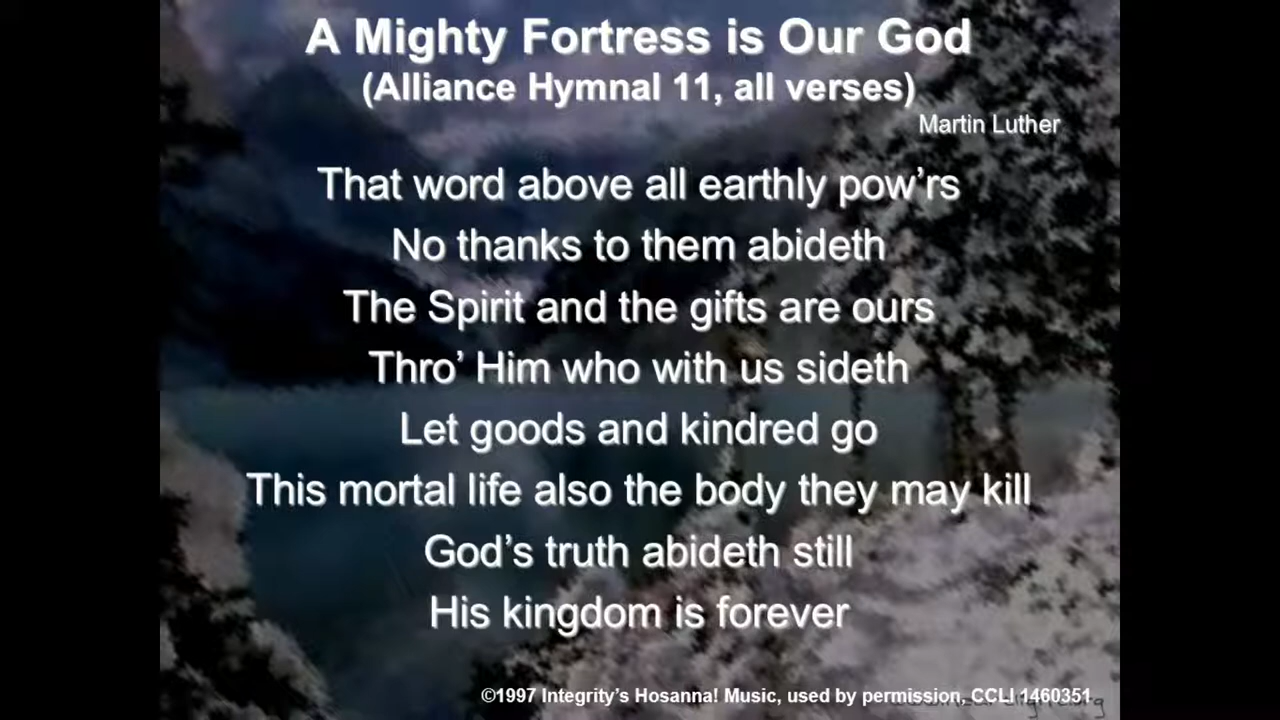 A Mighty Fortress is Our God
(Alliance Hymnal 11, all verses)
Martin Luther
That word above all earthly pow’rs
No thanks to them abideth
The Spirit and the gifts are ours
Thro’ Him who with us sideth
Let goods and kindred go
This mortal life also the body they may kill
God’s truth abideth still
His kingdom is forever
©1997 Integrity’s Hosanna! Music, used by permission, CCLI 1460351